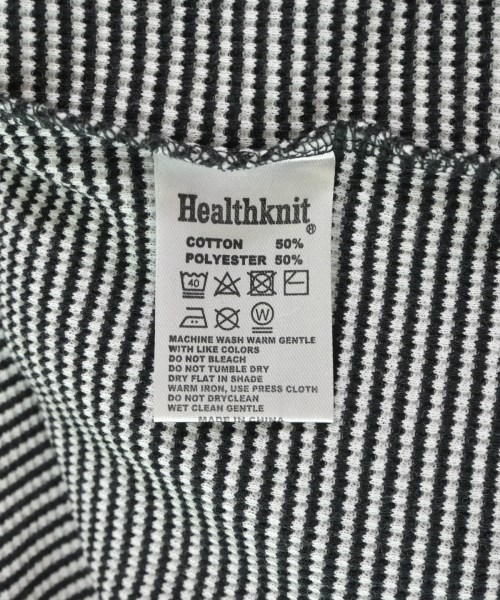 Healthknit®
COTTON 50%
POLYESTER 50%
40
W
MACHINE WASH WARM GENTLE
WITH LIKE COLORS
DO NOT BLEACH
DO NOT TUMBLE DRY
DRY FLAT IN SHADE
WARM IRON, USE PRESS CLOTH
DO NOT DRYCLEAN
WET CLEAN GENTLE
MADE IN CHINA